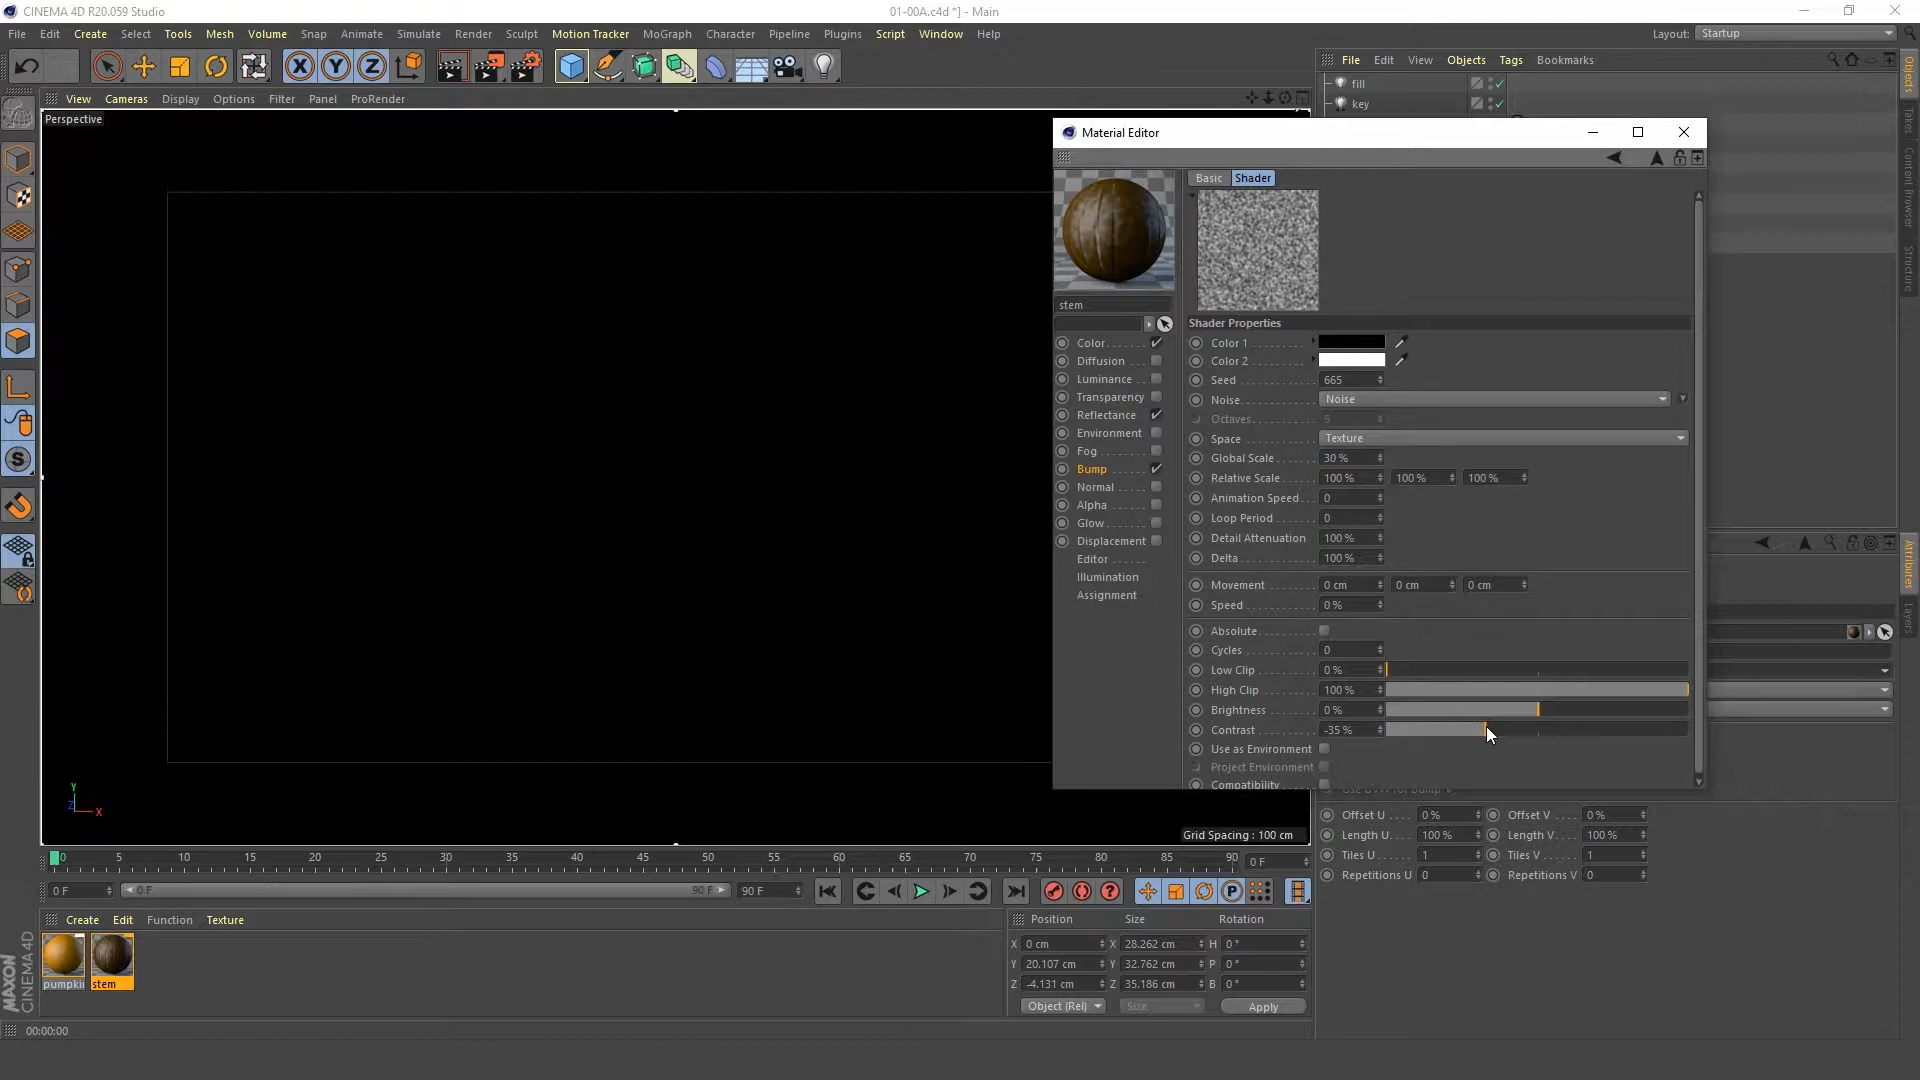 CINEMA 4D R20.059 Studio
01-00A.c4d *] - Main
File Edit Create Select Tools Mesh Volume Snap Animate Simulate Render Sculpt Motion Tracker MoGraph Character Pipeline Plugins Script Window Help
Layout: Startup
X Y Z
File Edit View Objects Tags Bookmarks
fill
key
View Cameras Display Options Filter Panel ProRender
Perspective
Material Editor
Basic Shader
stem
Color
Diffusion
Luminance
Transparency
Reflectance
Environment
Fog
Bump
Normal
Alpha
Glow
Displacement
Editor
Illumination
Assignment
Shader Properties
Color 1
Color 2
Seed 665
Noise Noise
Octaves 5
Space Texture
Global Scale 30 %
Relative Scale 100 % 100 % 100 %
Animation Speed 0
Loop Period 0
Detail Attenuation 100 %
Delta 100 %
Movement 0 cm 0 cm 0 cm
Speed 0 %
Absolute
Cycles 0
Low Clip 0 %
High Clip 100 %
Brightness 0 %
Contrast -35 %
Use as Environment
Project Environment
Compatibility
Objects
Takes
Content Browser
Structure
Attributes
Layers
Offset U 0 % Offset V 0 %
Length U 100 % Length V 100 %
Tiles U 1 Tiles V 1
Repetitions U 0 Repetitions V 0
Y
Z X
Grid Spacing : 100 cm
0 5 10 15 20 25 30 35 40 45 50 55 60 65 70 75 80 85 90 0 F
0 F 0 F 90 F 90 F
P
Create Edit Function Texture
pumpkin stem
Position Size Rotation
X 0 cm X 28.262 cm H 0 °
Y 20.107 cm Y 32.762 cm P 0 °
Z -4.131 cm Z 35.186 cm B 0 °
Object (Rel) Size Apply
MAXON
CINEMA 4D
00:00:00